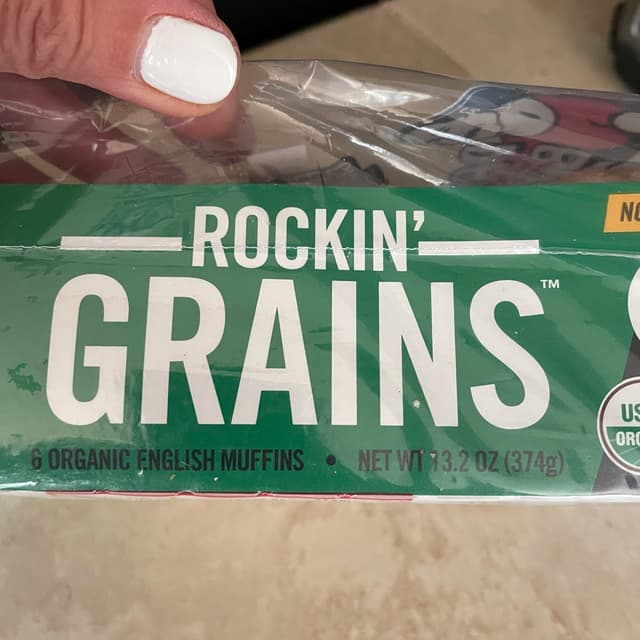 ROCKIN'
GRAINS™
6 ORGANIC ENGLISH MUFFINS • NET WT 13.2 OZ (374g)